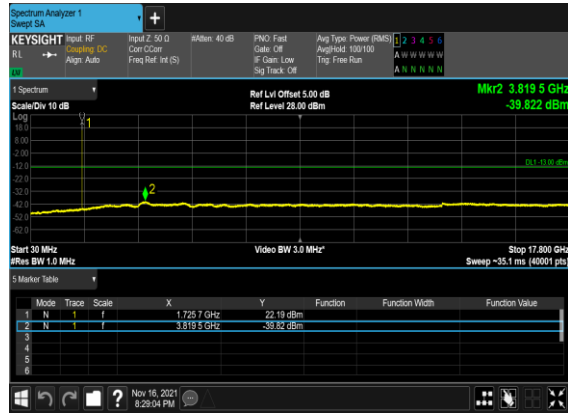 Spectrum Analyzer 1
Swept SA
+
KEYSIGHT
RL
Input: RF
Coupling: DC
Align: Auto
Input Z: 50 Ω
Corr CCorr
Freq Ref: Int (S)
#Atten: 40 dB
PNO: Fast
Gate: Off
IF Gain: Low
Sig Track: Off
Avg Type: Power (RMS)
Avg|Hold: 100/100
Trig: Free Run
1 2 3 4 5 6
A W W W W W
A N N N N N
1 Spectrum
Scale/Div 10 dB
Ref Lvl Offset 5.00 dB
Ref Level 28.00 dBm
Mkr2 3.819 5 GHz
-39.822 dBm
Log
18.0
8.00
-2.00
-12.0
-22.0
-32.0
-42.0
-52.0
-62.0
1
2
DL1 -13.00 dBm
Start 30 MHz
#Res BW 1.0 MHz
Video BW 3.0 MHz*
Stop 17.800 GHz
Sweep ~35.1 ms (40001 pts)
5 Marker Table
Mode Trace Scale X Y Function Function Width Function Value
1 N 1 f 1.725 7 GHz 22.19 dBm
2 N 1 f 3.819 5 GHz -39.82 dBm
3
4
5
6
?
Nov 16, 2021
8:29:04 PM